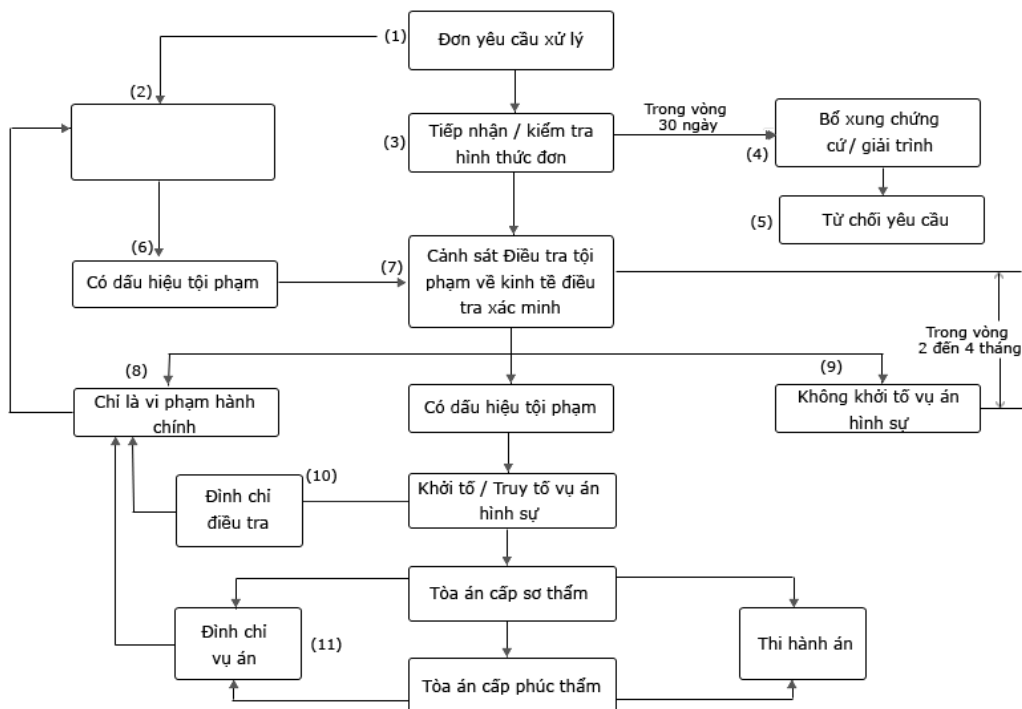 (1)
Đơn yêu cầu xử lý
(2)
(3)
Tiếp nhận / kiểm tra
hình thức đơn
Trong vòng
30 ngày
(4)
Bổ xung chứng
cứ / giải trình
(5)
Từ chối yêu cầu
(6)
Có dấu hiệu tội phạm
(7)
Cảnh sát Điều tra tội
phạm về kinh tề điều
tra xác minh
Trong vòng
2 đến 4 tháng
(8)
Chỉ là vi phạm hành
chính
Có dấu hiệu tội phạm
(9)
Không khởi tố vụ án
hình sự
(10)
Đình chỉ
điều tra
Khởi tố / Truy tố vụ án
hình sự
Tòa án cấp sơ thẩm
Đình chỉ
vụ án
(11)
Thi hành án
Tòa án cấp phúc thẩm